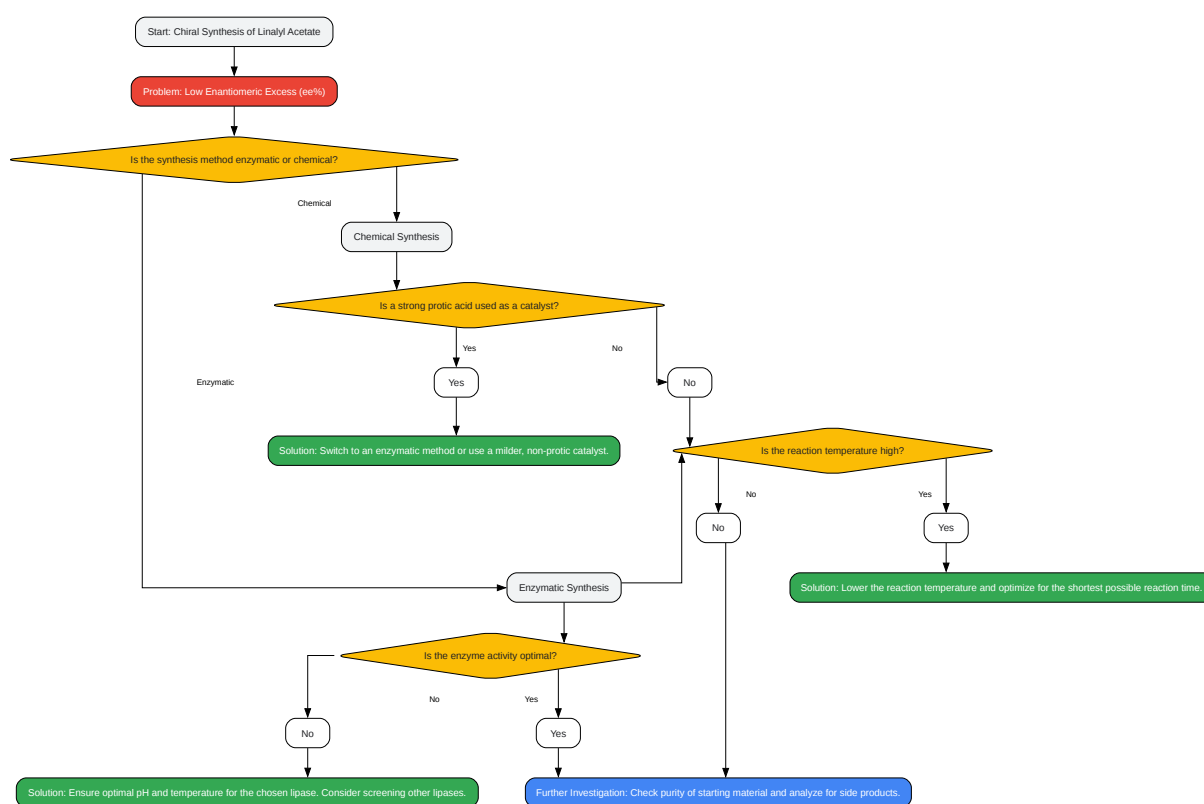 Start: Chiral Synthesis of Linalyl Acetate
Problem: Low Enantiomeric Excess (ee%)
Is the synthesis method enzymatic or chemical?
Chemical
Chemical Synthesis
Is a strong protic acid used as a catalyst?
Yes
No
Enzymatic
Yes
No
Solution: Switch to an enzymatic method or use a milder, non-protic catalyst.
Is the reaction temperature high?
No
Yes
No
Yes
Enzymatic Synthesis
Solution: Lower the reaction temperature and optimize for the shortest possible reaction time.
Is the enzyme activity optimal?
No
Yes
No
Yes
Solution: Ensure optimal pH and temperature for the chosen lipase. Consider screening other lipases.
Further Investigation: Check purity of starting material and analyze for side products.